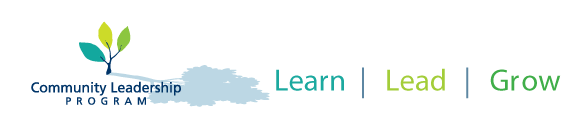 Community Leadership
PROGRAM
Learn | Lead | Grow